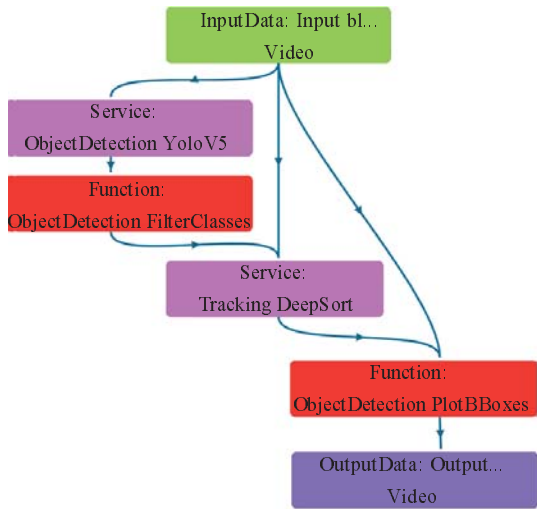 InputData: Input bl...
Video
Service:
ObjectDetection YoloV5
Function:
ObjectDetection FilterClasses
Service:
Tracking DeepSort
Function:
ObjectDetection PlotBBoxes
OutputData: Output...
Video